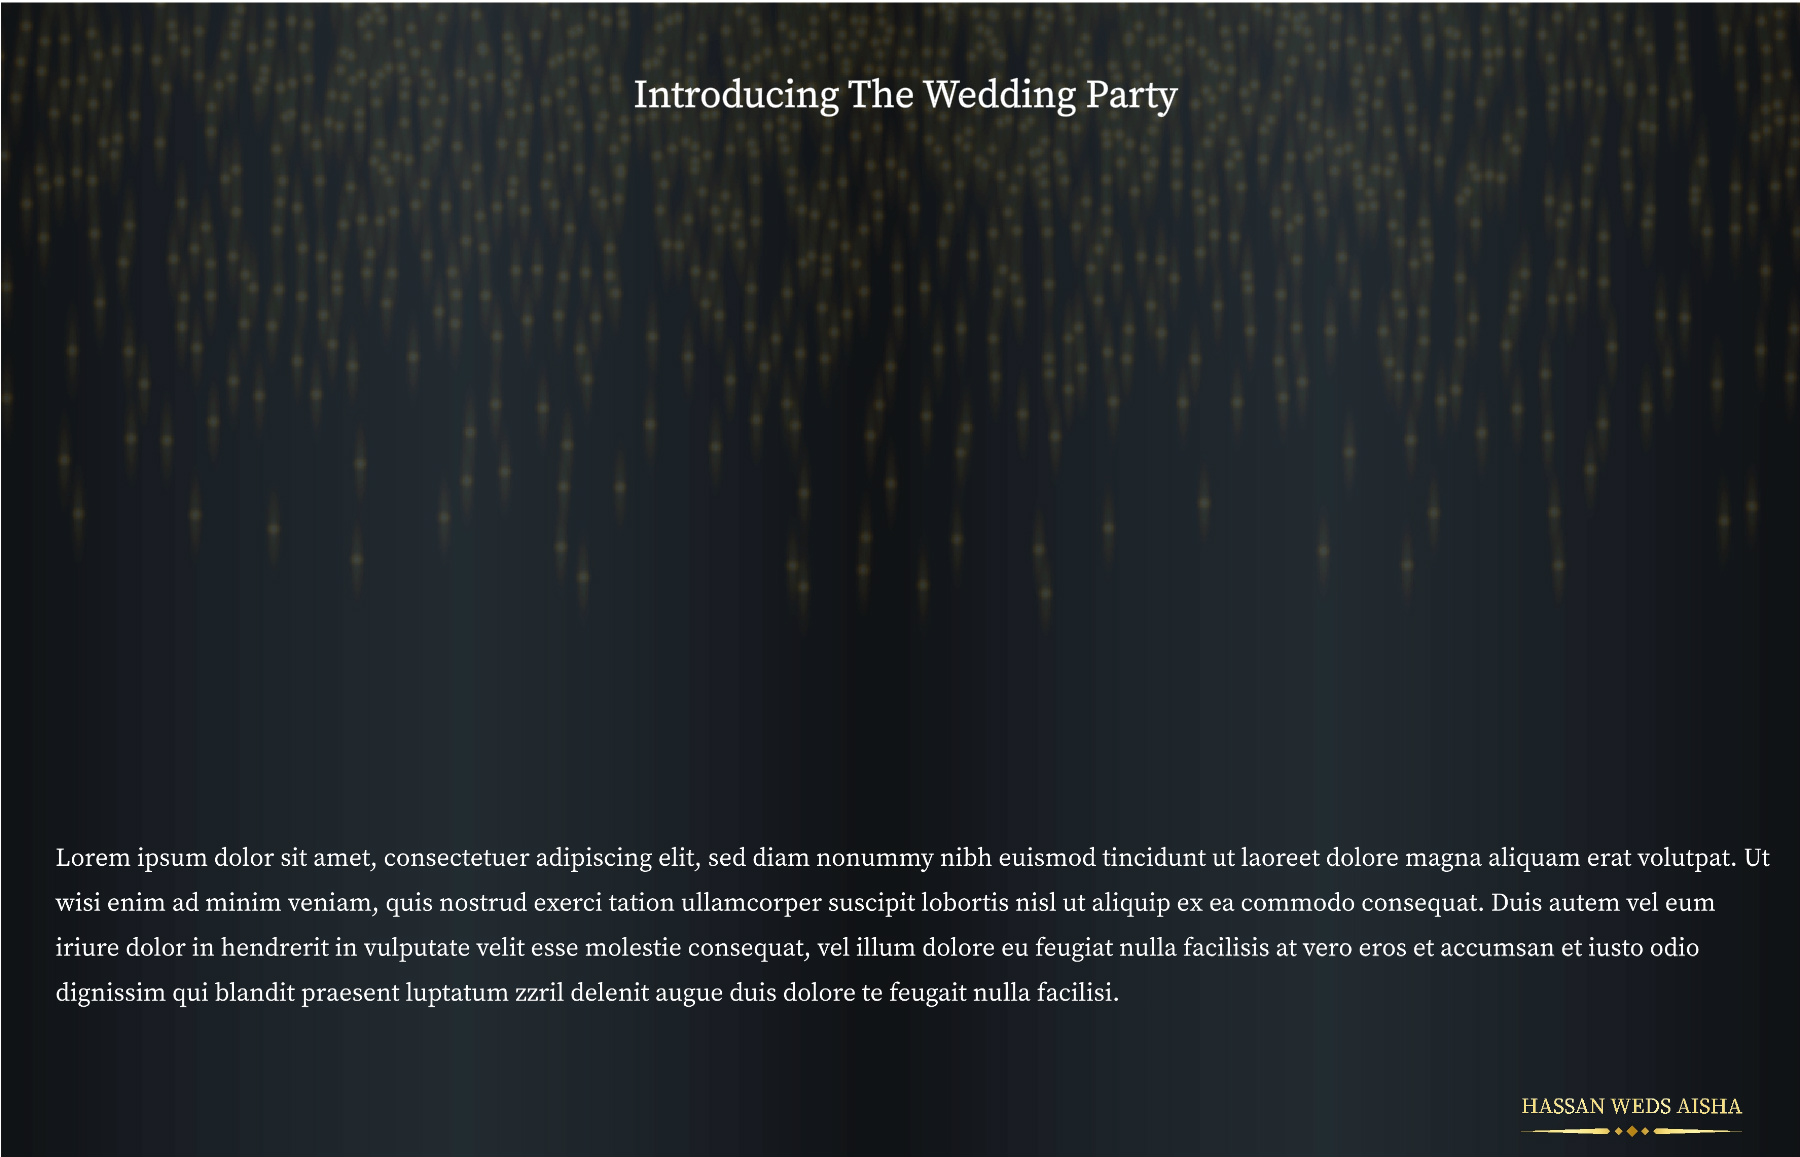 Introducing The Wedding Party
Lorem ipsum dolor sit amet, consectetuer adipiscing elit, sed diam nonummy nibh euismod tincidunt ut laoreet dolore magna aliquam erat volutpat. Ut
wisi enim ad minim veniam, quis nostrud exerci tation ullamcorper suscipit lobortis nisl ut aliquip ex ea commodo consequat. Duis autem vel eum
iriure dolor in hendrerit in vulputate velit esse molestie consequat, vel illum dolore eu feugiat nulla facilisis at vero eros et accumsan et iusto odio
dignissim qui blandit praesent luptatum zzril delenit augue duis dolore te feugait nulla facilisi.
HASSAN WEDS AISHA